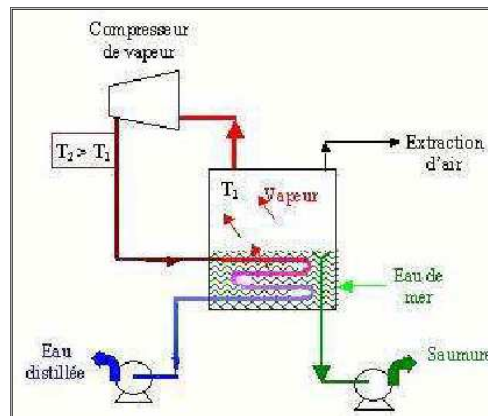 Compresseur
de vapeur
T₂ > T₁
T₁
Vapeur
Extraction
d'air
Eau de
mer
Eau
distillée
Saumure